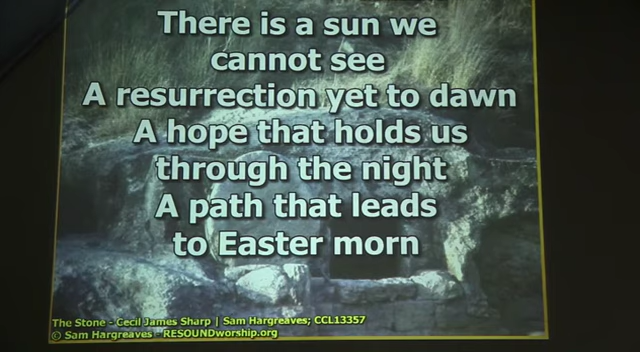 There is a sun we
cannot see
A resurrection yet to dawn
A hope that holds us
through the night
A path that leads
to Easter morn
The Stone - Cecil James Sharp | Sam Hargreaves; CCL13357
© Sam Hargreaves - RESOUNDworship.org